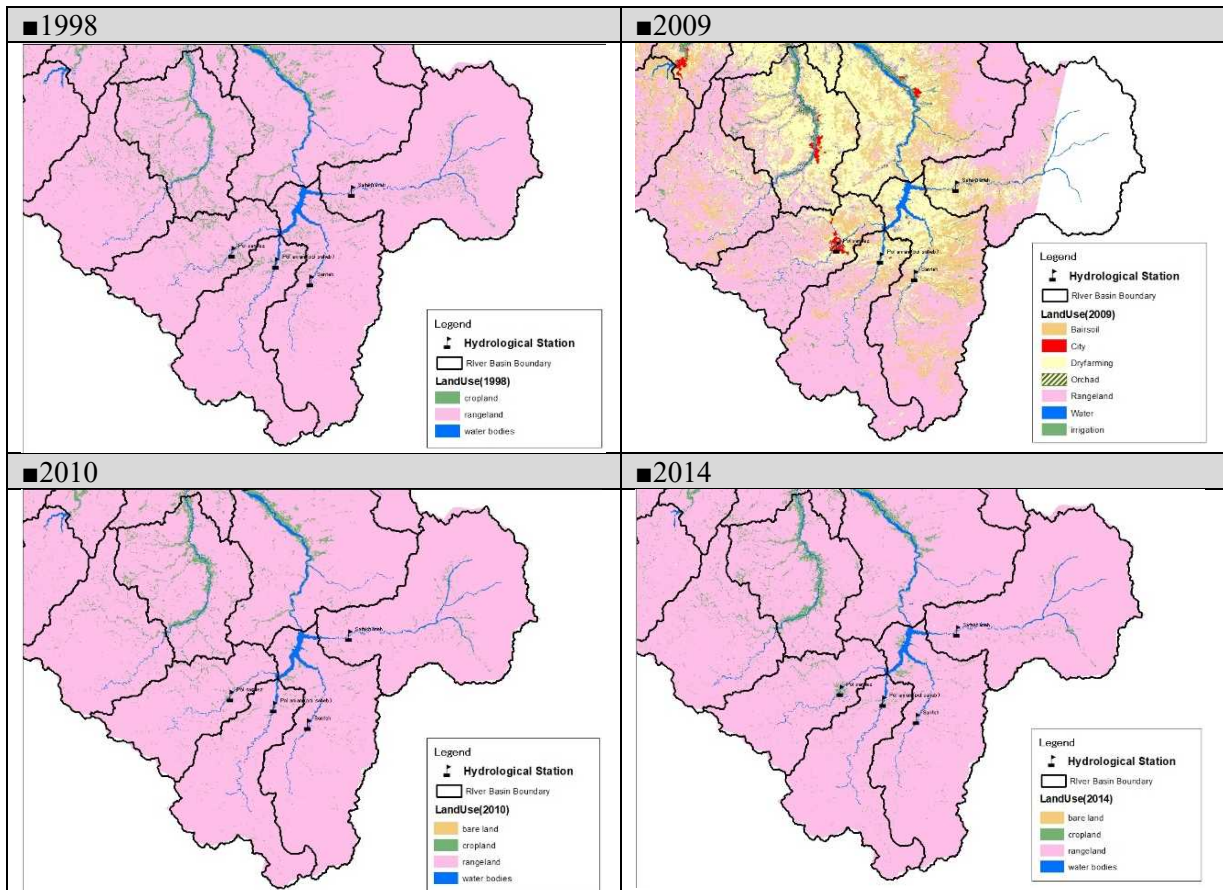 ■1998
■2009
Santeh
Legend
Hydrological Station
River Basin Boundary
LandUse(1998)
cropland
rangeland
water bodies
Legend
Hydrological Station
River Basin Boundary
LandUse(2009)
Bairsoil
City
Dryfarming
Orchad
Rangeland
Water
irrigation
■2010
■2014
Santeh
Legend
Hydrological Station
River Basin Boundary
LandUse(2010)
bare land
cropland
rangeland
water bodies
Legend
Hydrological Station
River Basin Boundary
LandUse(2014)
bare land
cropland
rangeland
water bodies